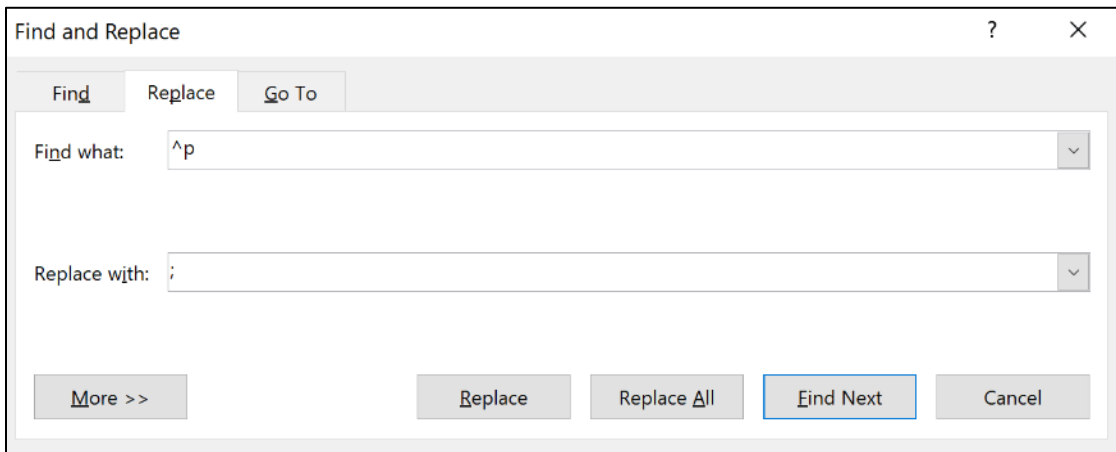 Find and Replace ? ×
Find Replace Go To
Find what: ^p
Replace with: ;
More >> Replace Replace All Find Next Cancel